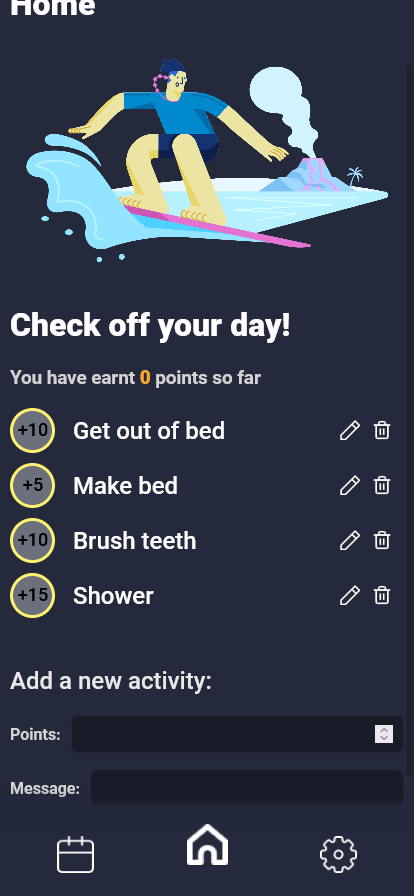 Home
Check off your day!
You have earnt 0 points so far
+10 Get out of bed
+5 Make bed
+10 Brush teeth
+15 Shower
Add a new activity:
Points:
Message: